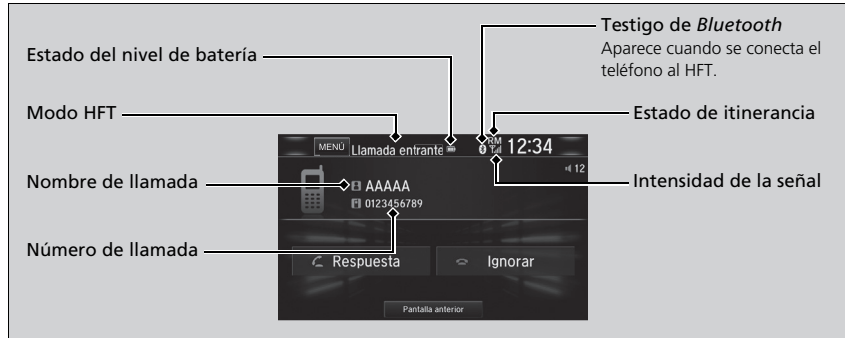 Testigo de Bluetooth
Aparece cuando se conecta el
teléfono al HFT.
Estado del nivel de batería
Modo HFT
Estado de itinerancia
MENÚ
Llamada entrante
RM
12:34
12
Nombre de llamada
AAAAA
Intensidad de la señal
0123456789
Número de llamada
Respuesta
Ignorar
Pantalla anterior